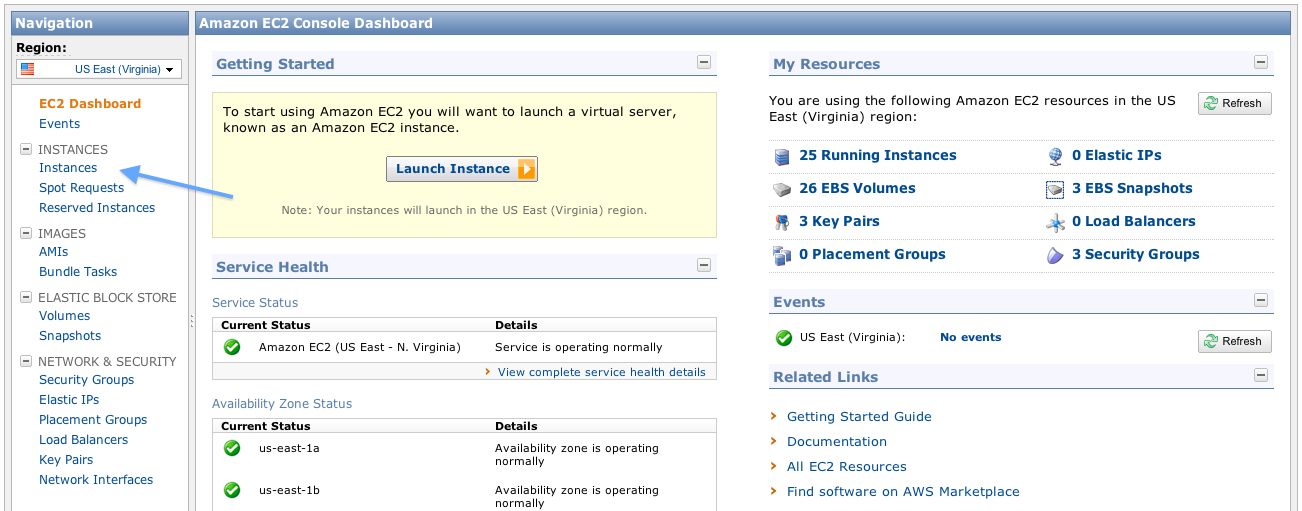 Navigation
Region:
US East (Virginia)
EC2 Dashboard
Events
INSTANCES
Instances
Spot Requests
Reserved Instances
IMAGES
AMIs
Bundle Tasks
ELASTIC BLOCK STORE
Volumes
Snapshots
NETWORK & SECURITY
Security Groups
Elastic IPs
Placement Groups
Load Balancers
Key Pairs
Network Interfaces
Amazon EC2 Console Dashboard
Getting Started
To start using Amazon EC2 you will want to launch a virtual server,
known as an Amazon EC2 instance.
Launch Instance
Note: Your instances will launch in the US East (Virginia) region.
Service Health
Service Status
Current Status Details
Amazon EC2 (US East - N. Virginia) Service is operating normally
View complete service health details
Availability Zone Status
Current Status Details
us-east-1a Availability zone is operating
normally
us-east-1b Availability zone is operating
normally
My Resources
You are using the following Amazon EC2 resources in the US
East (Virginia) region:
Refresh
25 Running Instances 0 Elastic IPs
26 EBS Volumes 3 EBS Snapshots
3 Key Pairs 0 Load Balancers
0 Placement Groups 3 Security Groups
Events
US East (Virginia): No events
Refresh
Related Links
Getting Started Guide
Documentation
All EC2 Resources
Find software on AWS Marketplace